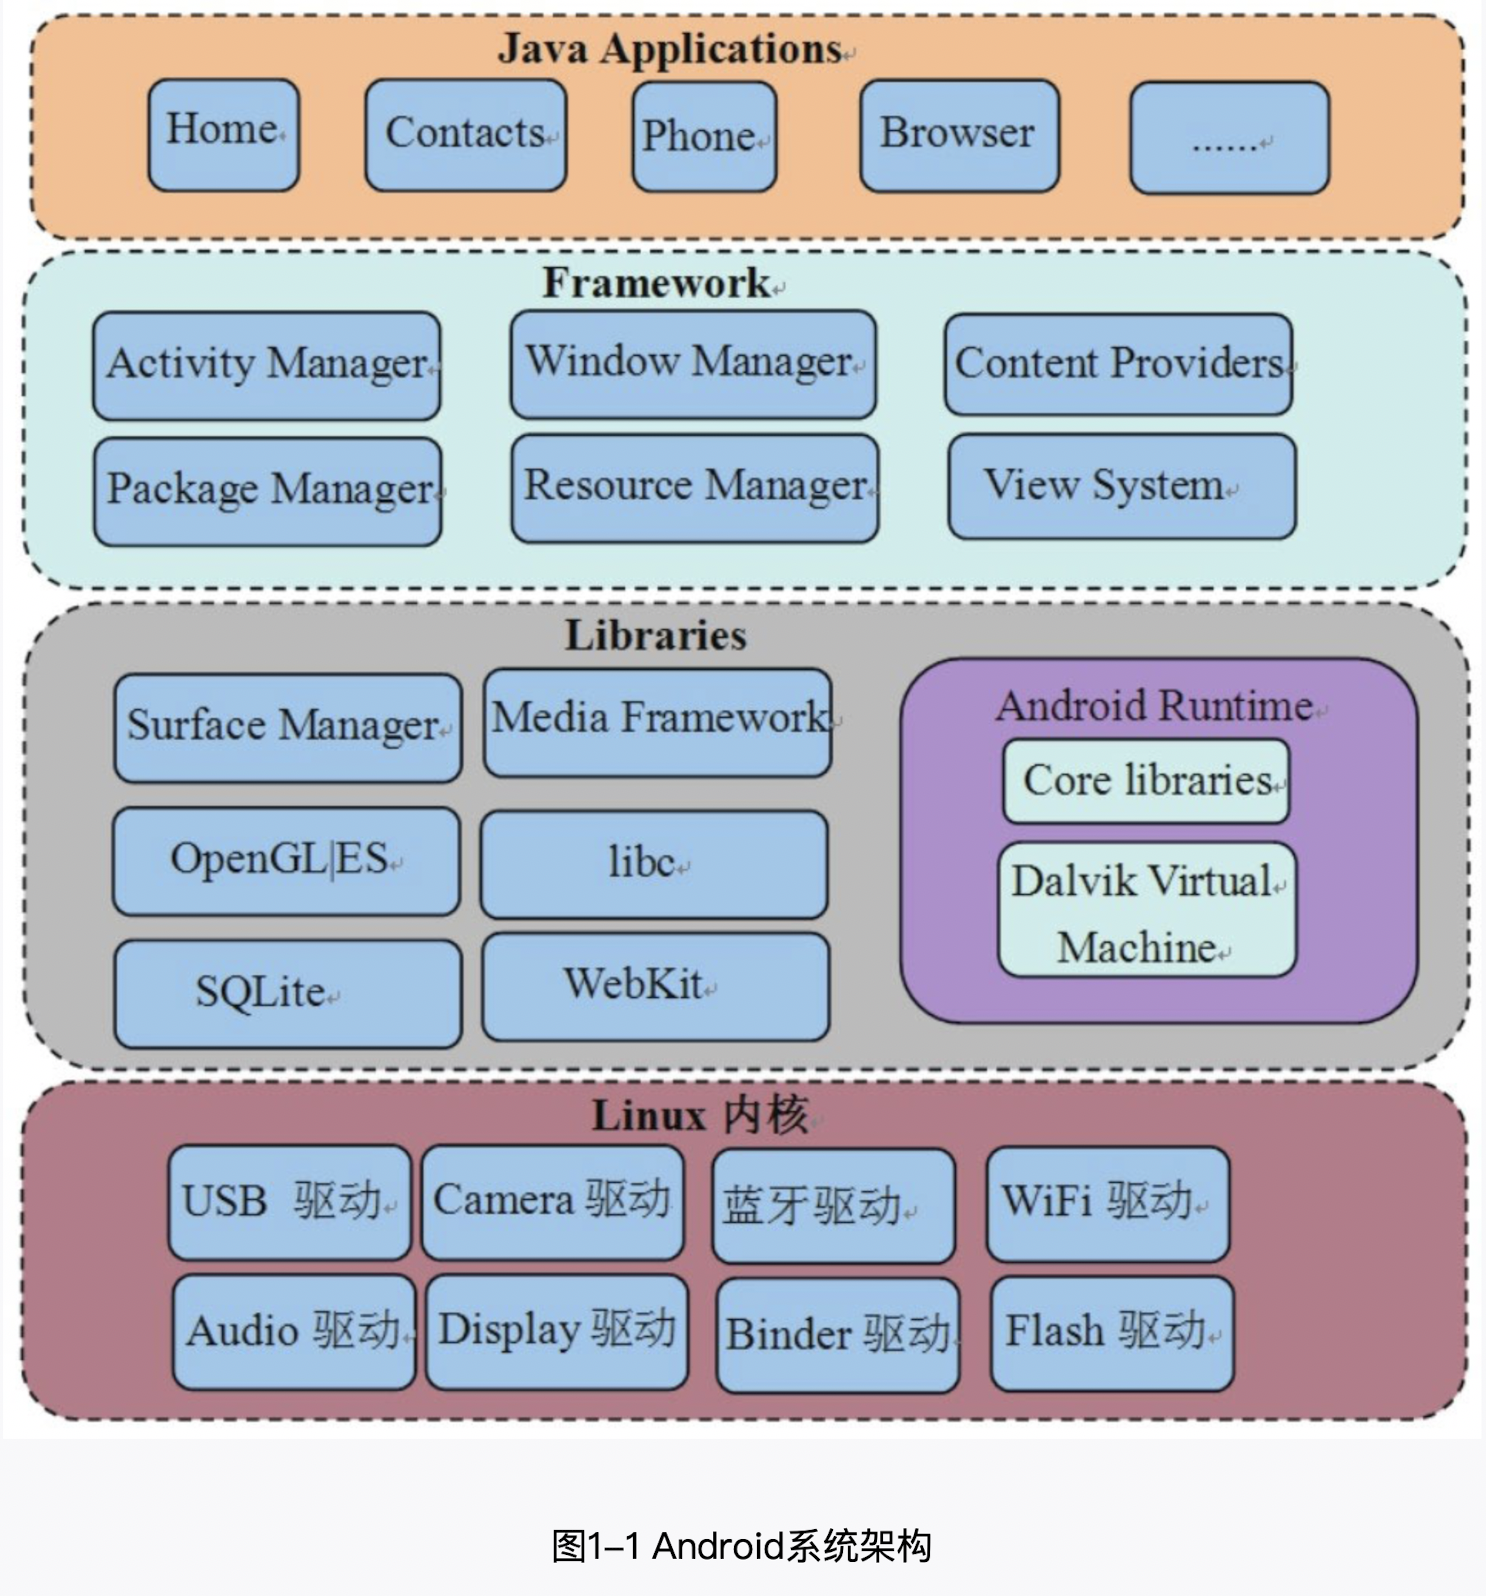 Java Applications
Home
Contacts
Phone
Browser
......
Framework
Activity Manager
Window Manager
Content Providers
Package Manager
Resource Manager
View System
Libraries
Surface Manager
Media Framework
Android Runtime
Core libraries
OpenGL|ES
libc
Dalvik Virtual
Machine
SQLite
WebKit
Linux 内核
USB 驱动
Camera 驱动
蓝牙驱动
WiFi 驱动
Audio 驱动
Display 驱动
Binder 驱动
Flash 驱动
图1–1 Android系统架构